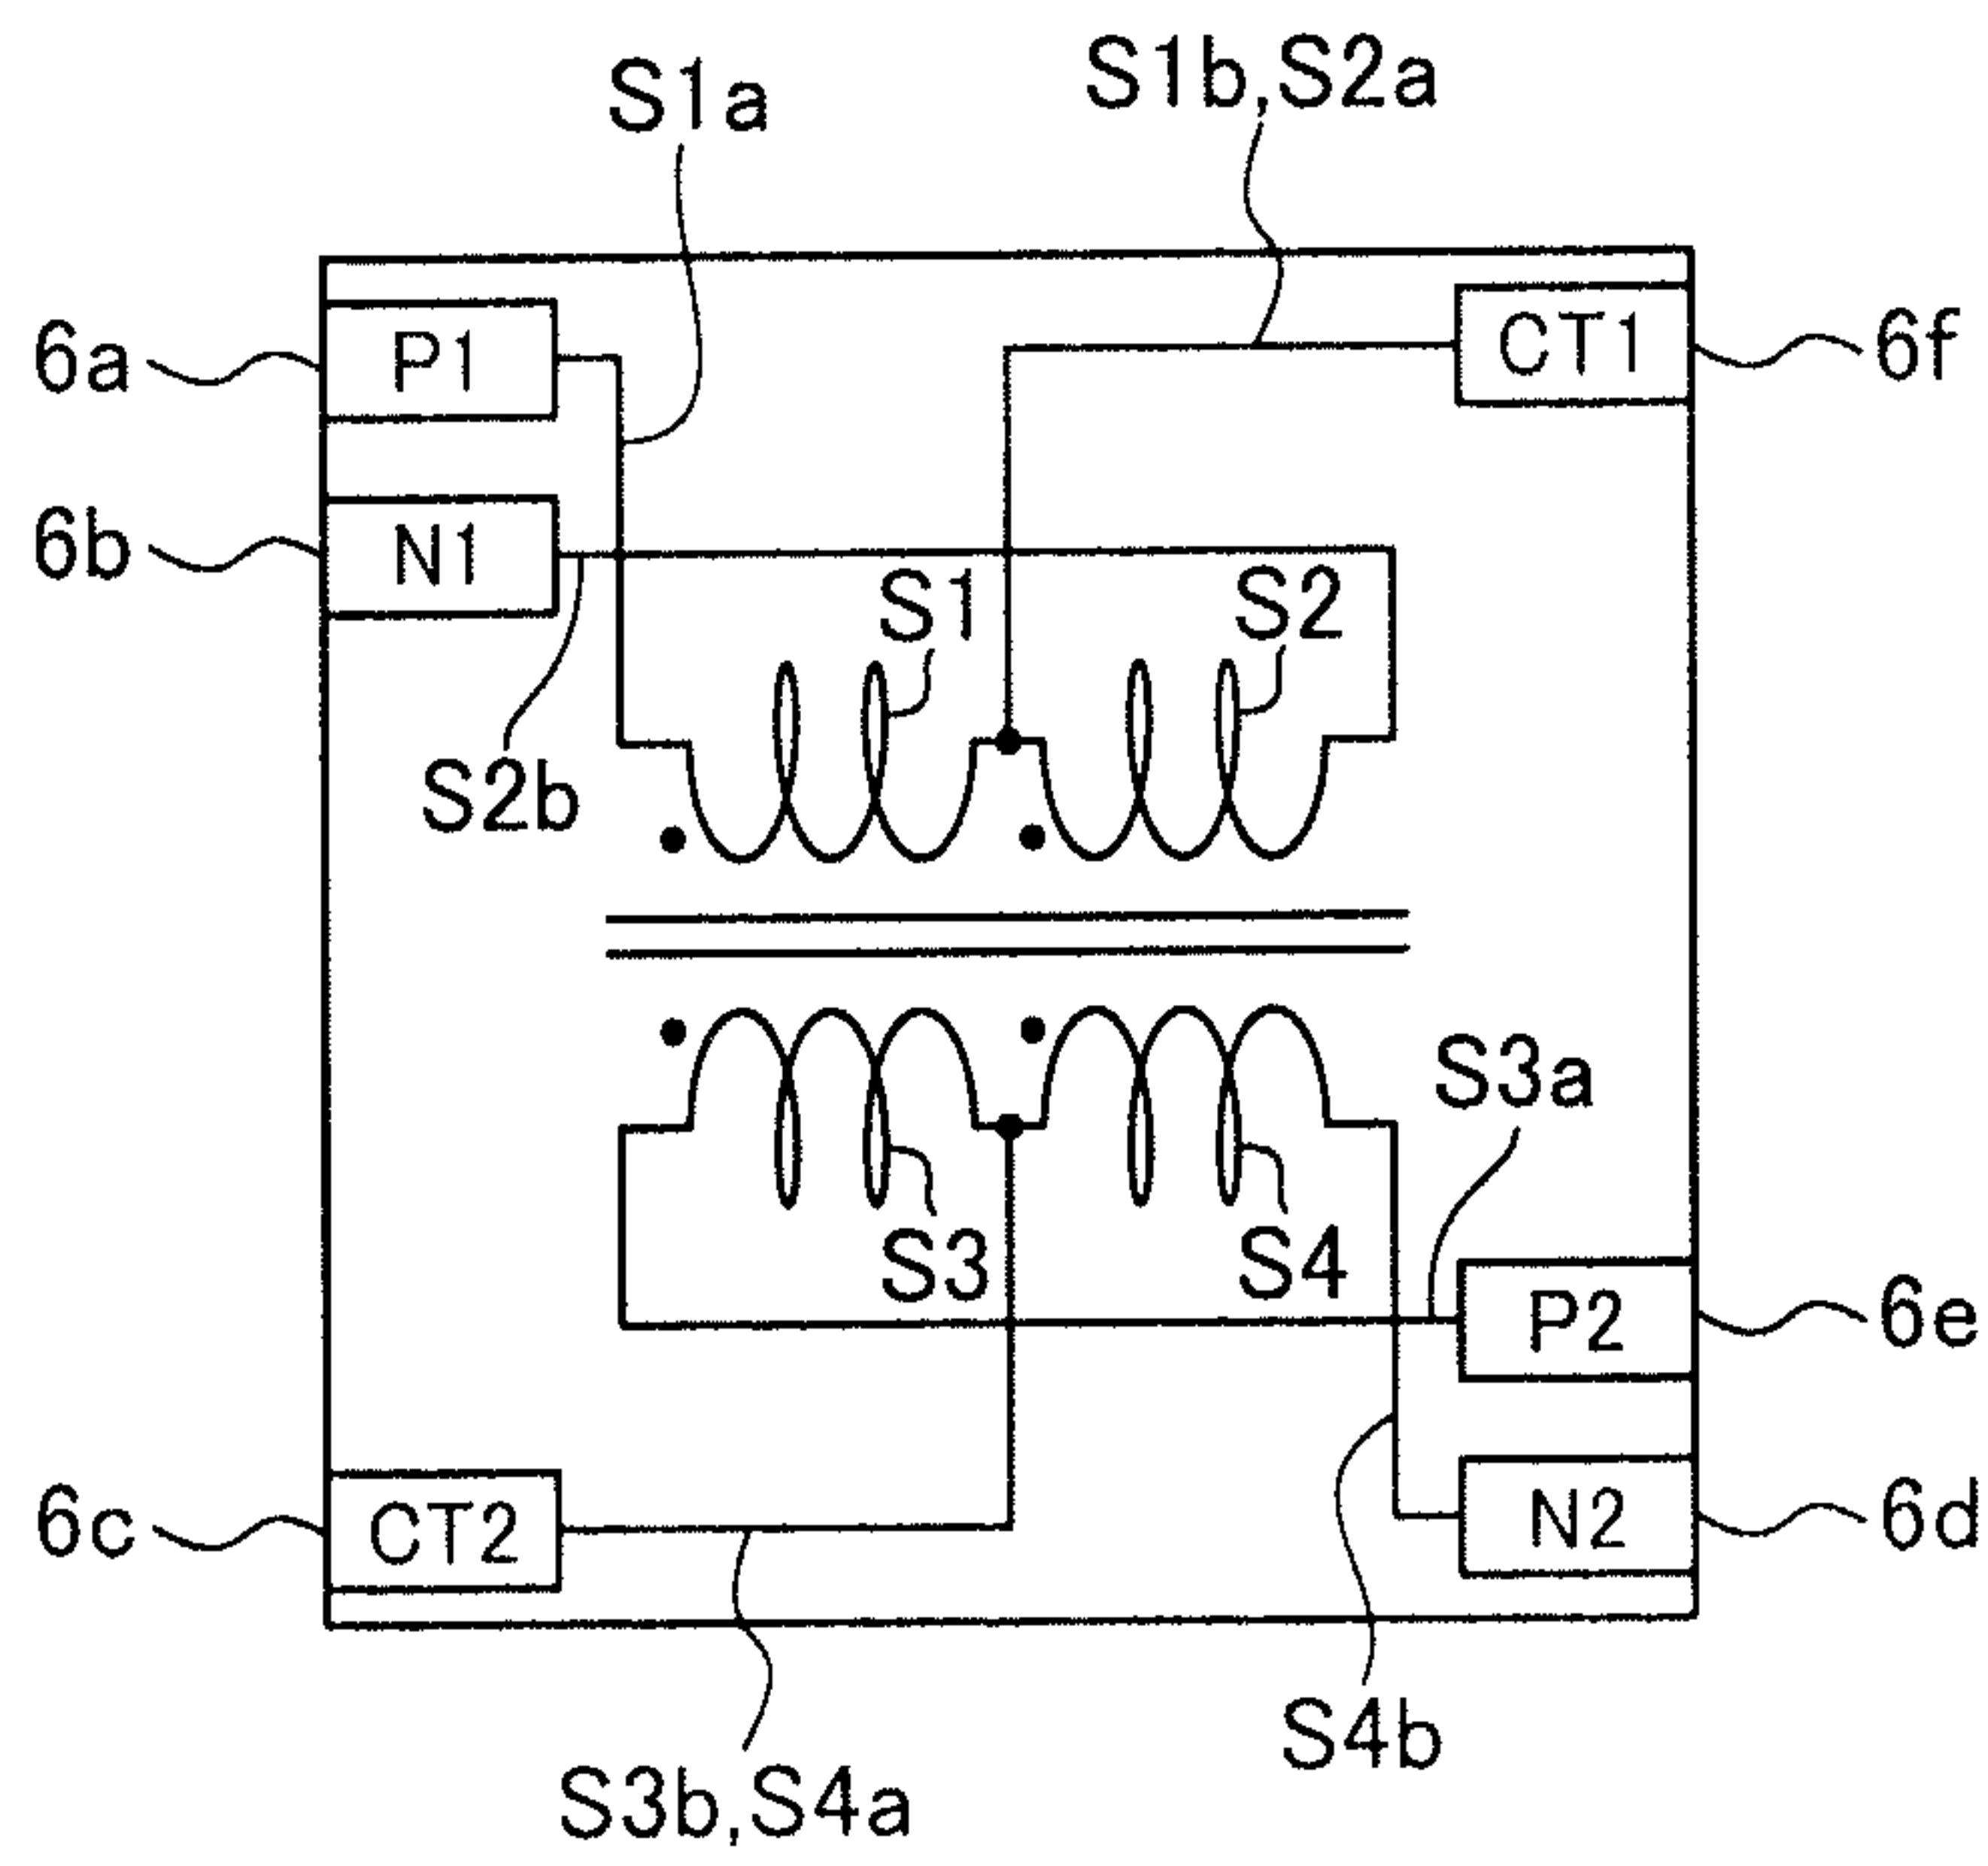 S1a
S1b,S2a
6a
P1
CT1
6f
6b
N1
S1
S2
S2b
S3a
S3
S4
P2
6e
6c
CT2
N2
6d
S4b
S3b,S4a